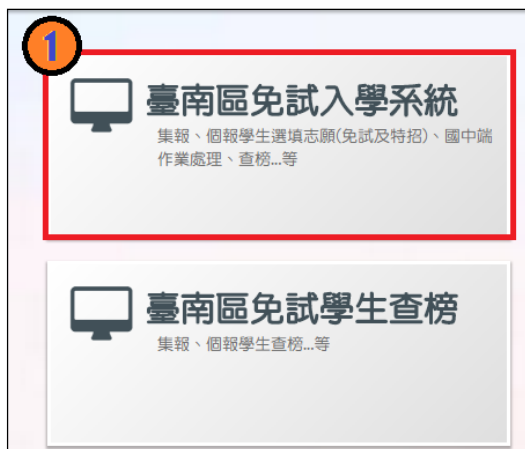 1
臺南區免試入學系統
集報、個報學生選填志願(免試及特招)、國中端
作業處理、查榜...等
臺南區免試學生查榜
集報、個報學生查榜...等